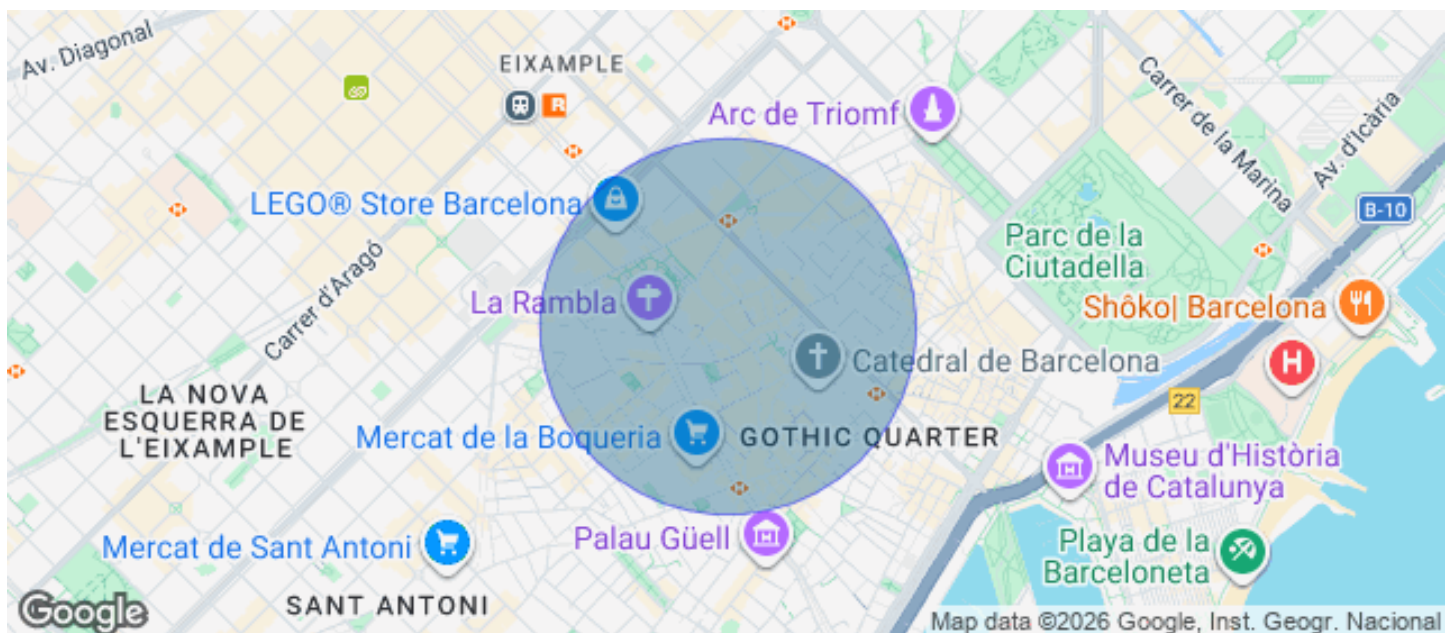 Av. Diagonal
EIXAMPLE
R
Arc de Triomf
Carrer de la Marina
Av. d'Icària
LEGO® Store Barcelona
B-10
Parc de la
Ciutadella
Carrer d'Aragó
La Rambla
Shôko| Barcelona
Catedral de Barcelona
H
22
LA NOVA
ESQUERRA DE
L'EIXAMPLE
Mercat de la Boqueria
GOTHIC QUARTER
Museu d'Història
de Catalunya
Mercat de Sant Antoni
Palau Güell
Playa de la
Barceloneta
SANT ANTONI
Google
Map data ©2026 Google, Inst. Geogr. Nacional